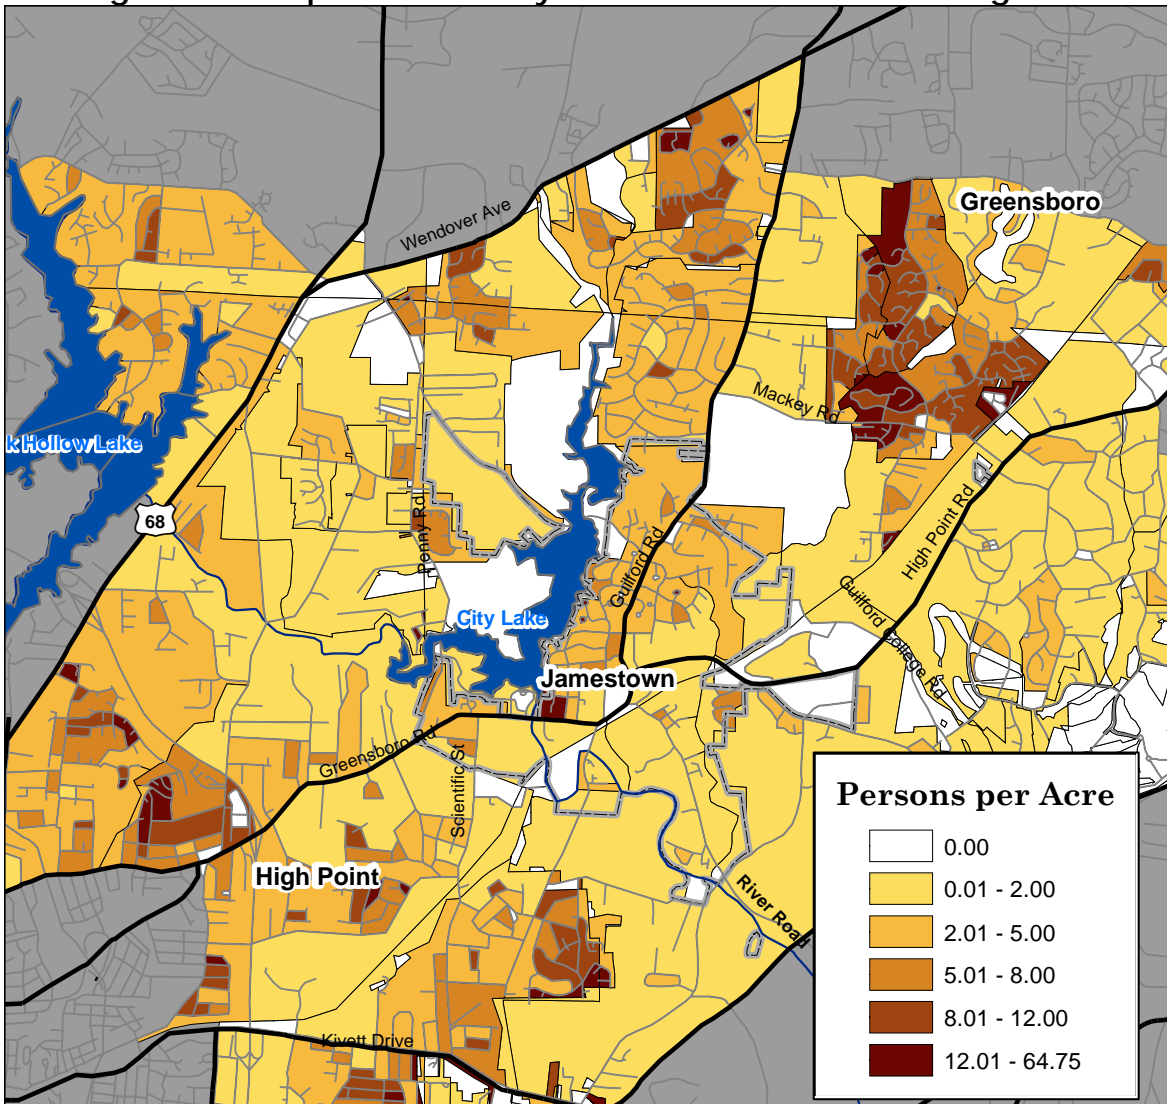 Greensboro
Wendover Ave
Mackey Rd
k Hollow Lake
68
Penny Rd
High Point Rd
Guilford Rd
Guilford College Rd
City Lake
Jamestown
Greensboro Rd
Scientific St
High Point
River Road
Kivett Drive
Persons per Acre
0.00
0.01 - 2.00
2.01 - 5.00
5.01 - 8.00
8.01 - 12.00
12.01 - 64.75